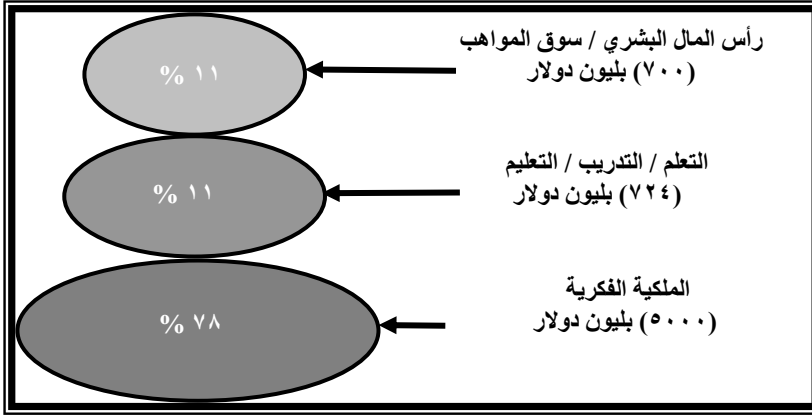 رأس المال البشري / سوق المواهب
(٧٠٠) بليون دولار
١١ %
التعلم / التدريب / التعليم
(٧٢٤) بليون دولار
١١ %
الملكية الفكرية
(٥٠٠٠) بليون دولار
٧٨ %